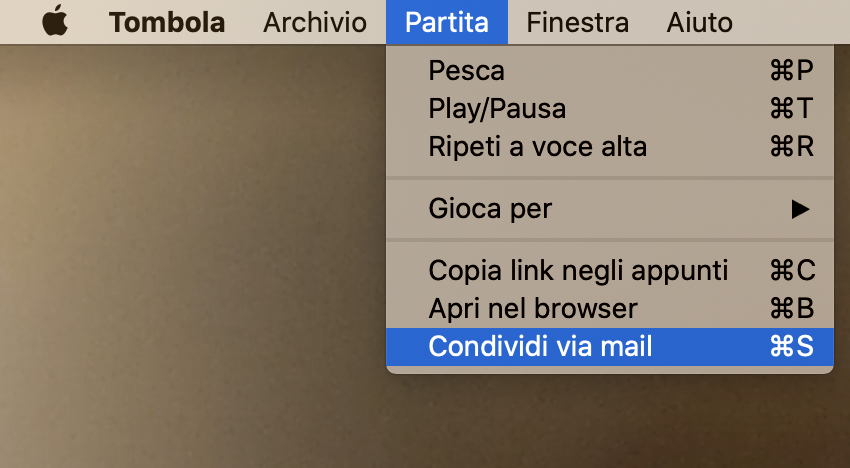 Tombola Archivio Partita Finestra Aiuto
Pesca ⌘P
Play/Pausa ⌘T
Ripeti a voce alta ⌘R
Gioca per ▶
Copia link negli appunti ⌘C
Apri nel browser ⌘B
Condividi via mail ⌘S